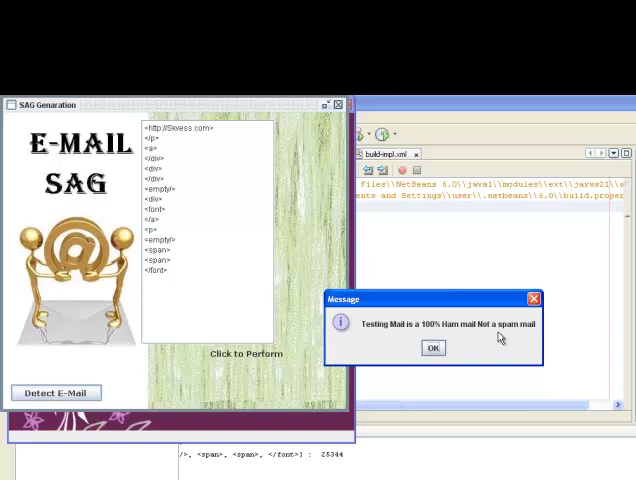 SAG Genaration
E-MAIL
SAG
<http://Skvess.com>
</p>
<a>
</div>
<div>
</div>
<empty/>
<div>
<font>
</a>
<p>
<empty/>
<span>
<span>
</font>
Click to Perform
Detect E-Mail
build-impl.xml
Files\\NetBeans 6.0\\java1\\modules\\ext\\jaxws21\\
ents and Settings\\user\\.netbeans\\6.0\\build.proper
Message
Testing Mail is a 100% Ham mail Not a spam mail
OK
/>, <span>, <span>, </font>] : 25344